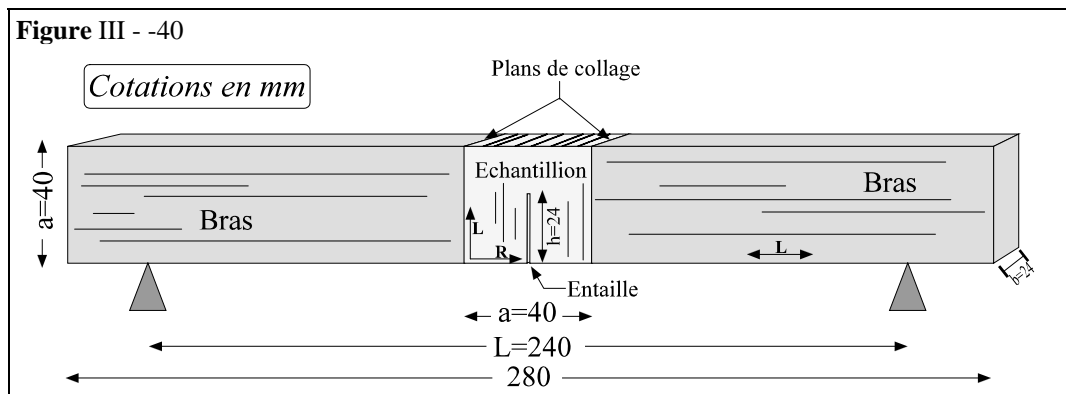 Figure III - -40
Cotations en mm
Plans de collage
Echantillion
Bras
Bras
a=40
L
R
h=24
L
b=24
Entaille
a=40
L=240
280